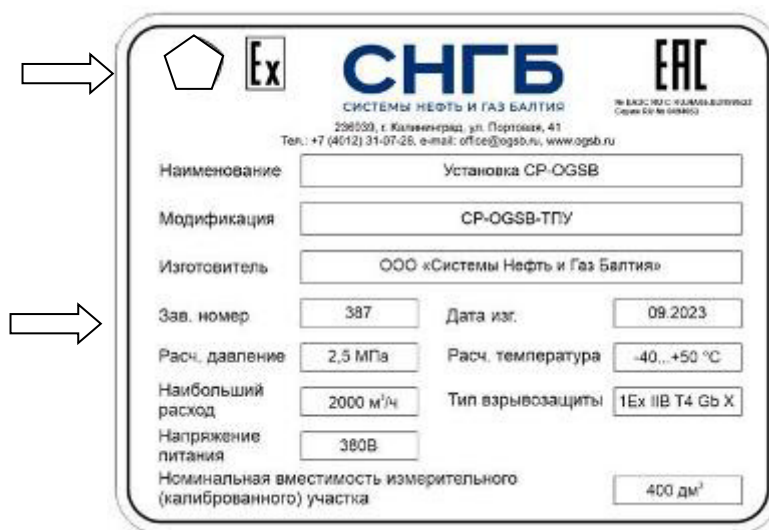 Ex
СНГБ
СИСТЕМЫ НЕФТЬ И ГАЗ БАЛТИЯ
EAC
236039, г. Калининград, ул. Портовая, 41
Тел.: +7 (4012) 31-07-28, e-mail: office@ogsb.ru, www.ogsb.ru
Наименование Установка СР-OGSB
Модификация СР-OGSB-ТПУ
Изготовитель ООО «Системы Нефть и Газ Балтия»
Зав. номер 387 Дата изг. 09.2023
Расч. давление 2,5 МПа Расч. температура -40...+50 °С
Наибольший
расход 2000 м³/ч Тип взрывозащиты 1Ex IIB T4 Gb X
Напряжение
питания 380В
Номинальная вместимость измерительного
(калиброванного) участка 400 дм³